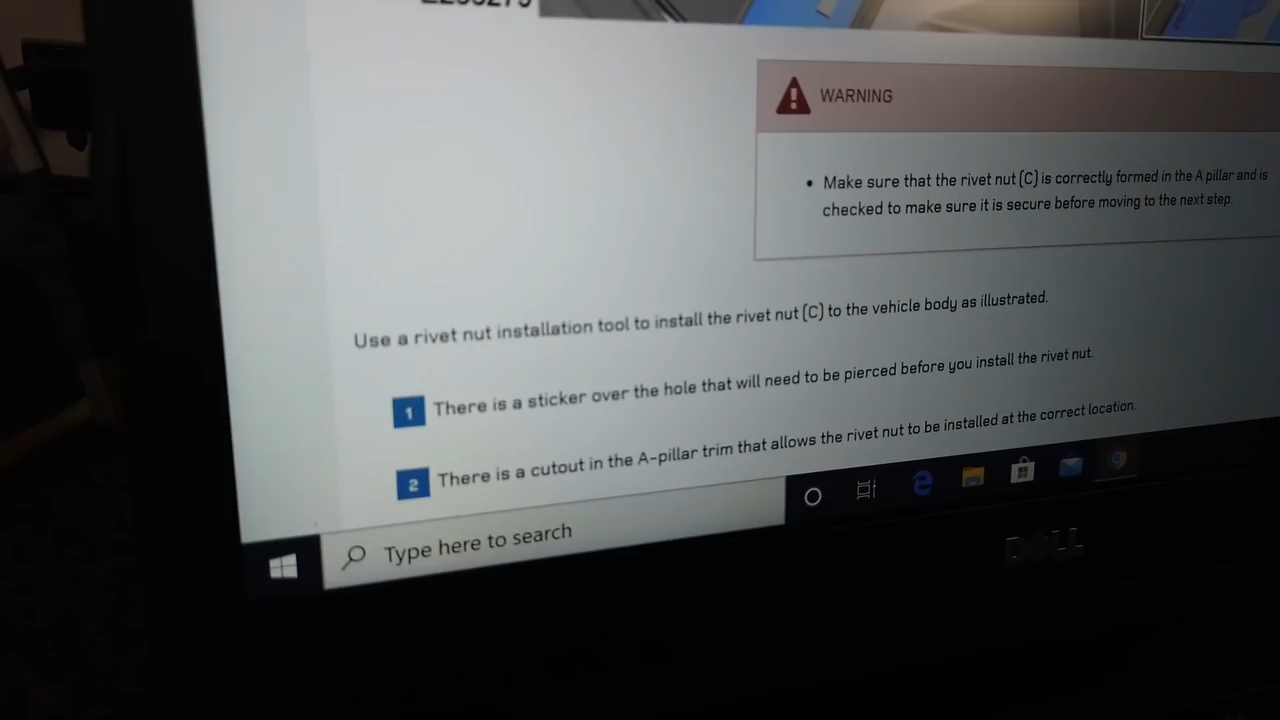 WARNING
• Make sure that the rivet nut (C) is correctly formed in the A pillar and is
checked to make sure it is secure before moving to the next step.
Use a rivet nut installation tool to install the rivet nut (C) to the vehicle body as illustrated.
1 There is a sticker over the hole that will need to be pierced before you install the rivet nut.
2 There is a cutout in the A-pillar trim that allows the rivet nut to be installed at the correct location.
Type here to search
DELL